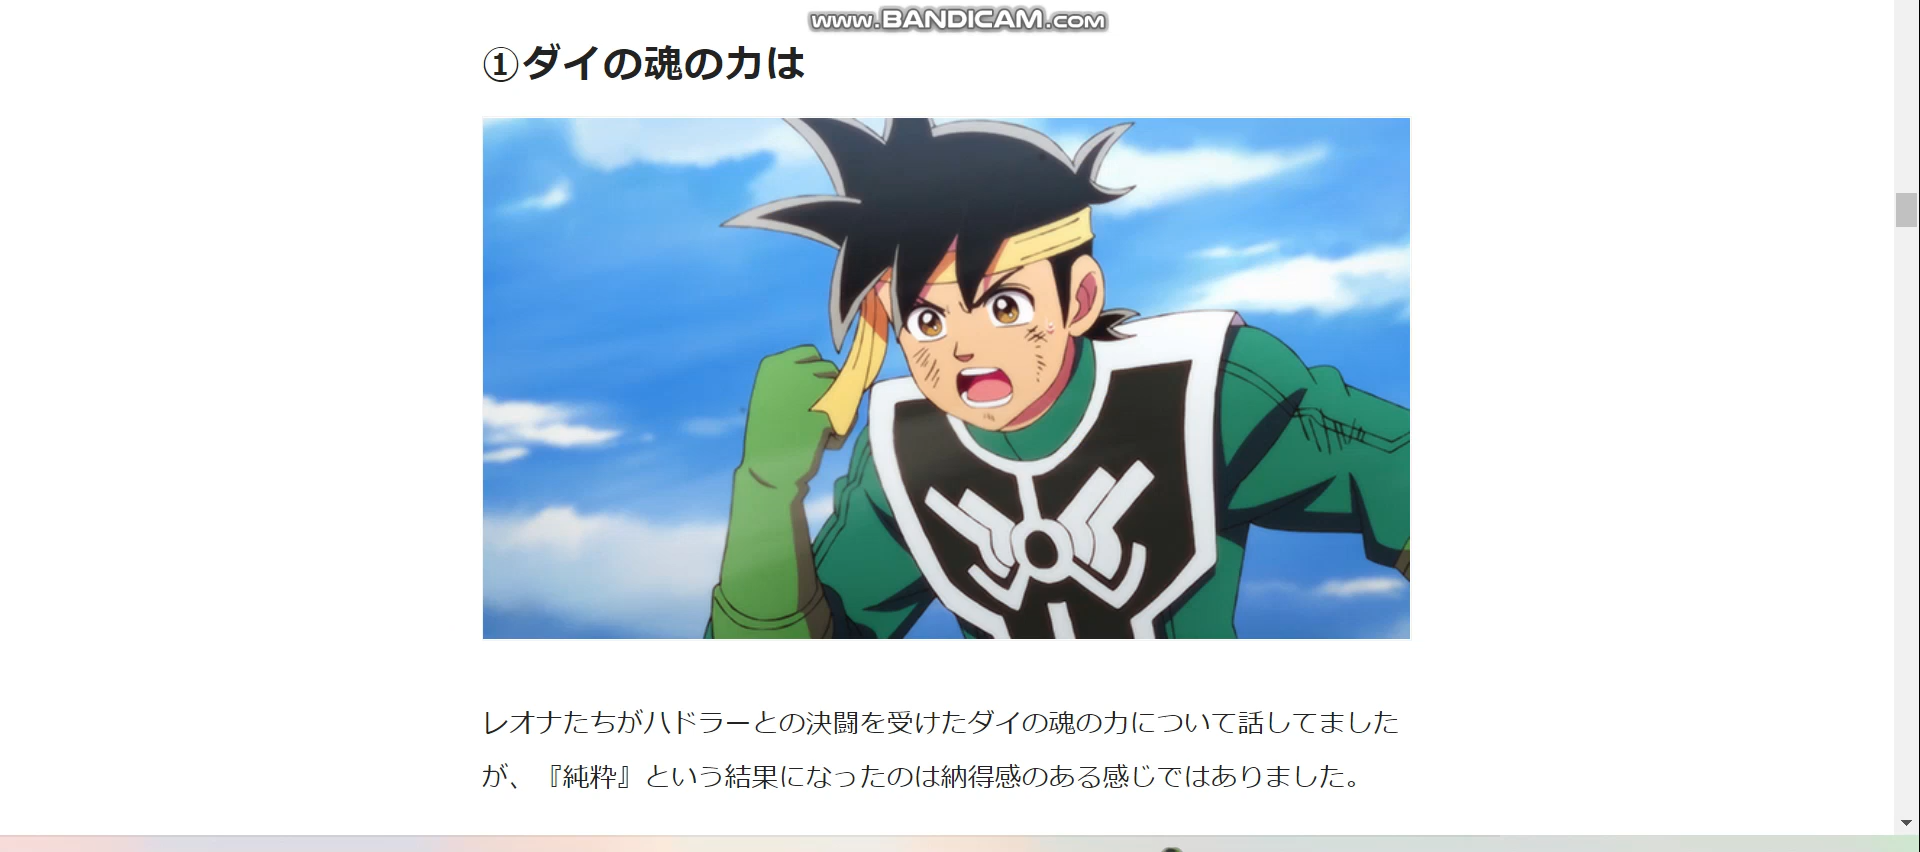 www.BANDICAM.com
①ダイの魂の力は
レオナたちがハドラーとの決闘を受けたダイの魂の力について話してました
が、『純粋』という結果になったのは納得感のある感じではありました。